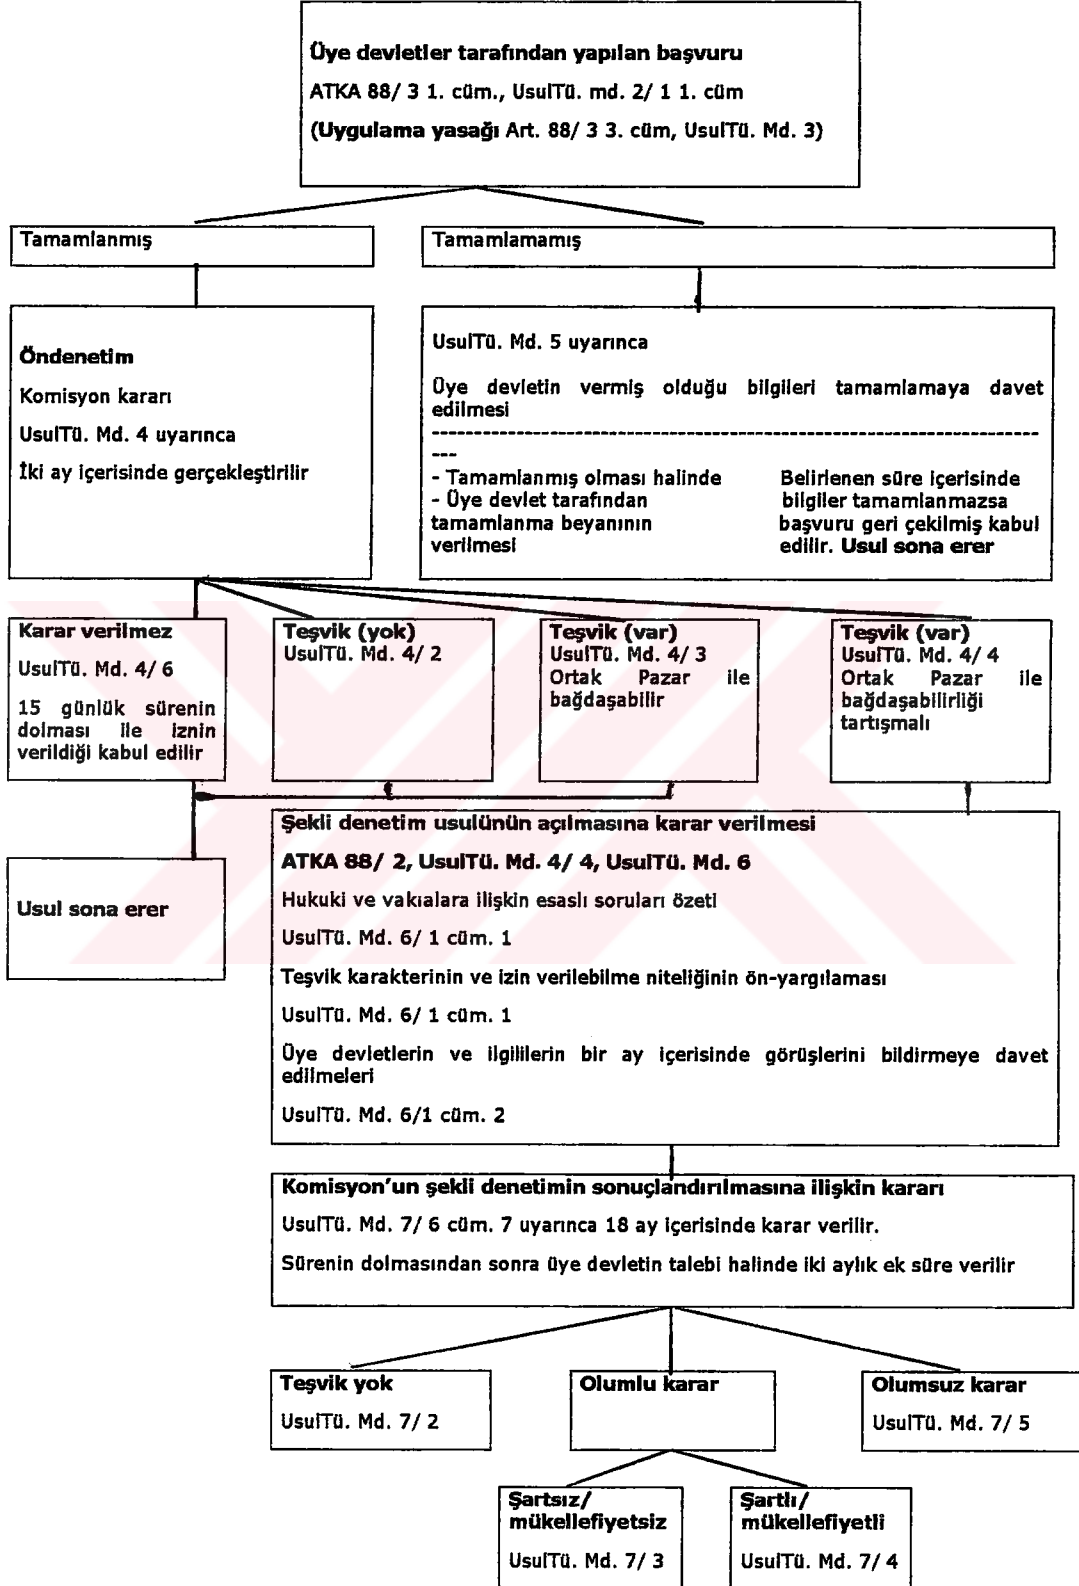 Üye devletler tarafından yapılan başvuru
ATKA 88/ 3 1. cüm., UsulTü. md. 2/ 1 1. cüm
(Uygulama yasağı Art. 88/ 3 3. cüm, UsulTü. Md. 3)
Tamamlanmış
Tamamlamamış
Öndenetim
Komisyon kararı
UsulTü. Md. 4 uyarınca
İki ay içerisinde gerçekleştirilir
UsulTü. Md. 5 uyarınca
Üye devletin vermiş olduğu bilgileri tamamlamaya davet
edilmesi
- Tamamlanmış olması halinde
- Üye devlet tarafından
tamamlanma beyanının
verilmesi
Belirlenen süre içerisinde
bilgiler tamamlanmazsa
başvuru geri çekilmiş kabul
edilir. Usul sona erer
Karar verilmez
UsulTü. Md. 4/ 6
15 günlük sürenin
dolması ile iznin
verildiği kabul edilir
Teşvik (yok)
UsulTü. Md. 4/ 2
Teşvik (var)
UsulTü. Md. 4/ 3
Ortak Pazar ile
bağdaşabilir
Teşvik (var)
UsulTü. Md. 4/ 4
Ortak Pazar ile
bağdaşabilirliği
tartışmalı
Usul sona erer
Şekli denetim usulünün açılmasına karar verilmesi
ATKA 88/ 2, UsulTü. Md. 4/ 4, UsulTü. Md. 6
Hukuki ve vakıalara ilişkin esaslı soruları özeti
UsulTü. Md. 6/ 1 cüm. 1
Teşvik karakterinin ve izin verilebilme niteliğinin ön-yargılaması
UsulTü. Md. 6/ 1 cüm. 1
Üye devletlerin ve ilgililerin bir ay içerisinde görüşlerini bildirmeye davet
edilmeleri
UsulTü. Md. 6/1 cüm. 2
Komisyon'un şekli denetimin sonuçlandırılmasına ilişkin kararı
UsulTü. Md. 7/ 6 cüm. 7 uyarınca 18 ay içerisinde karar verilir.
Sürenin dolmasından sonra üye devletin talebi halinde iki aylık ek süre verilir
Teşvik yok
UsulTü. Md. 7/ 2
Olumlu karar
Olumsuz karar
UsulTü. Md. 7/ 5
Şartsız/
mükellefiyetsiz
UsulTü. Md. 7/ 3
Şartlı/
mükellefiyetli
UsulTü. Md. 7/ 4